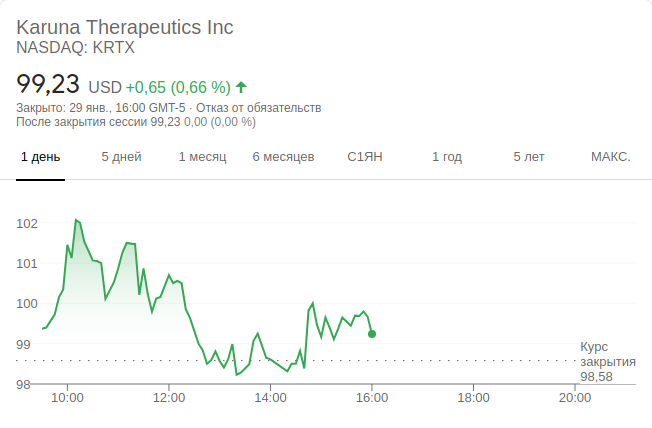 Karuna Therapeutics Inc
NASDAQ: KRTX
99,23 USD +0,65 (0,66 %)
Закрыто: 29 янв., 16:00 GMT-5 · Отказ от обязательств
После закрытия сессии 99,23 0,00 (0,00 %)
1 день 5 дней 1 месяц 6 месяцев С1ЯН 1 год 5 лет МАКС.
102
101
100
99
Курс
закрытия
98,58
98
10:00 12:00 14:00 16:00 18:00 20:00